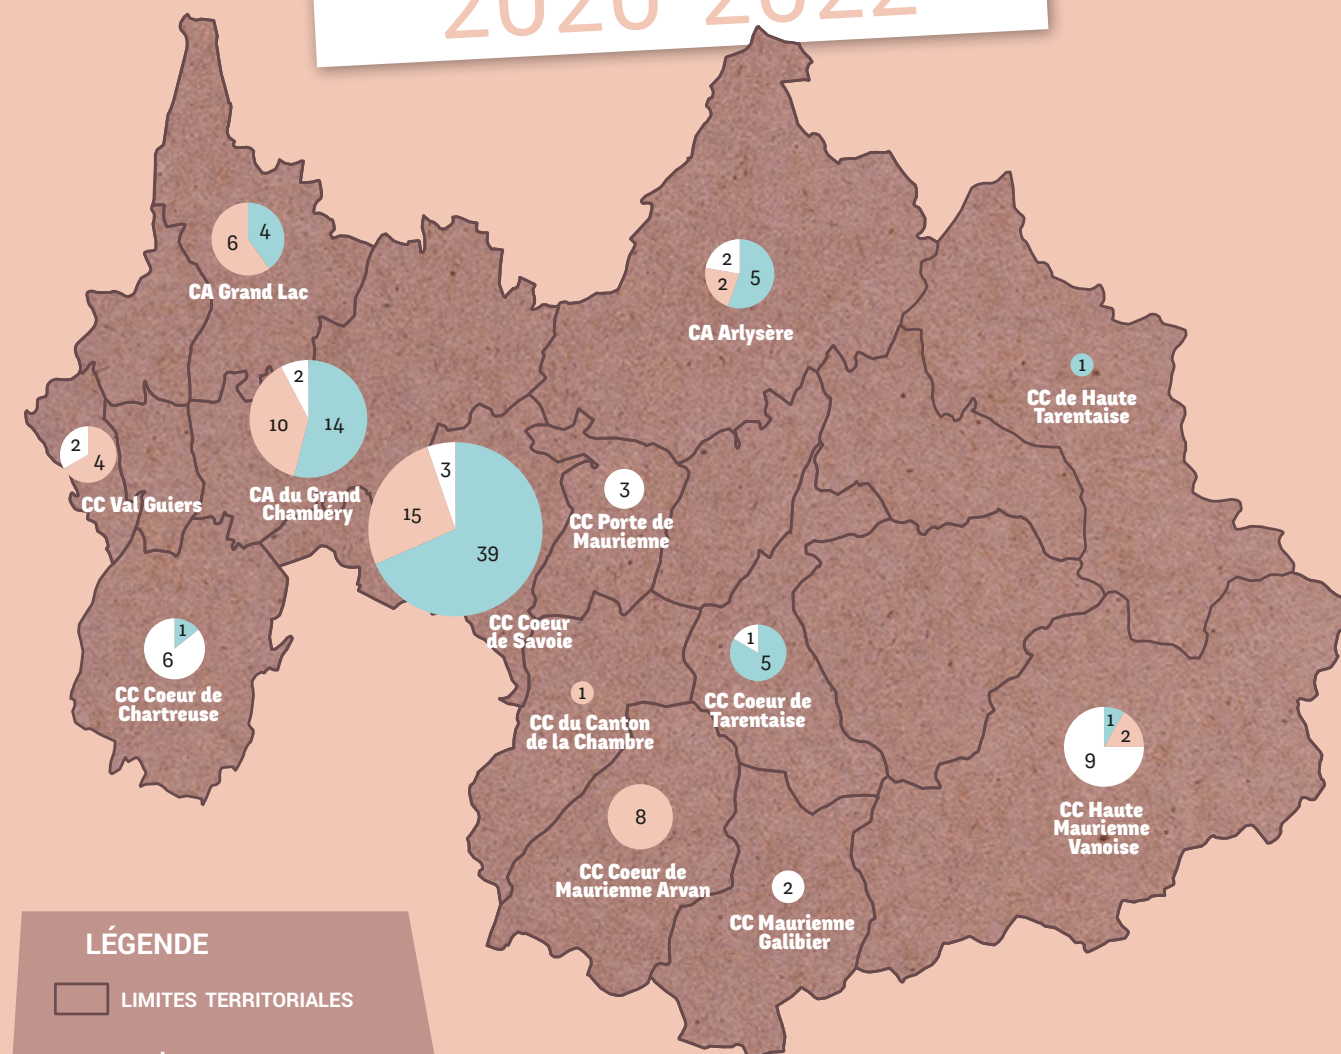 2020 2022
4
6
CA Grand Lac
2
5
2
CA Arlysère
1
CC de Haute
Tarentaise
2
10
14
CA du Grand
Chambéry
2
4
CC Val Guiers
3
15
39
CC Coeur
de Savoie
3
CC Porte de
Maurienne
1
6
CC Coeur de
Chartreuse
1
5
CC Coeur de
Tarentaise
1
CC du Canton
de la Chambre
1
2
9
CC Haute
Maurienne
Vanoise
8
CC Coeur de
Maurienne Arvan
2
CC Maurienne
Galibier
LÉGENDE
LIMITES TERRITORIALES